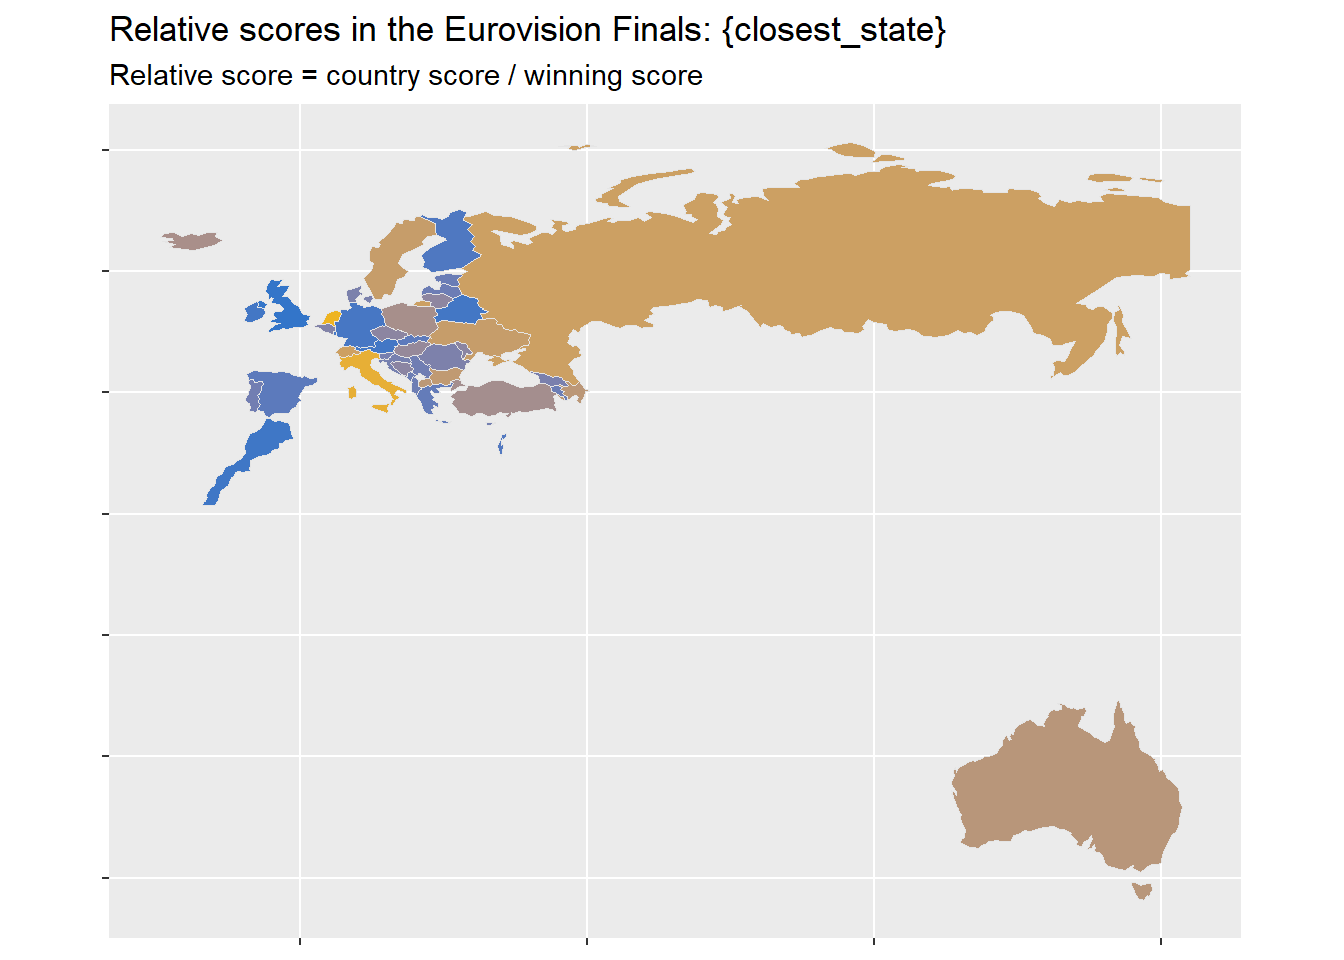 Relative scores in the Eurovision Finals: {closest_state}
Relative score = country score / winning score